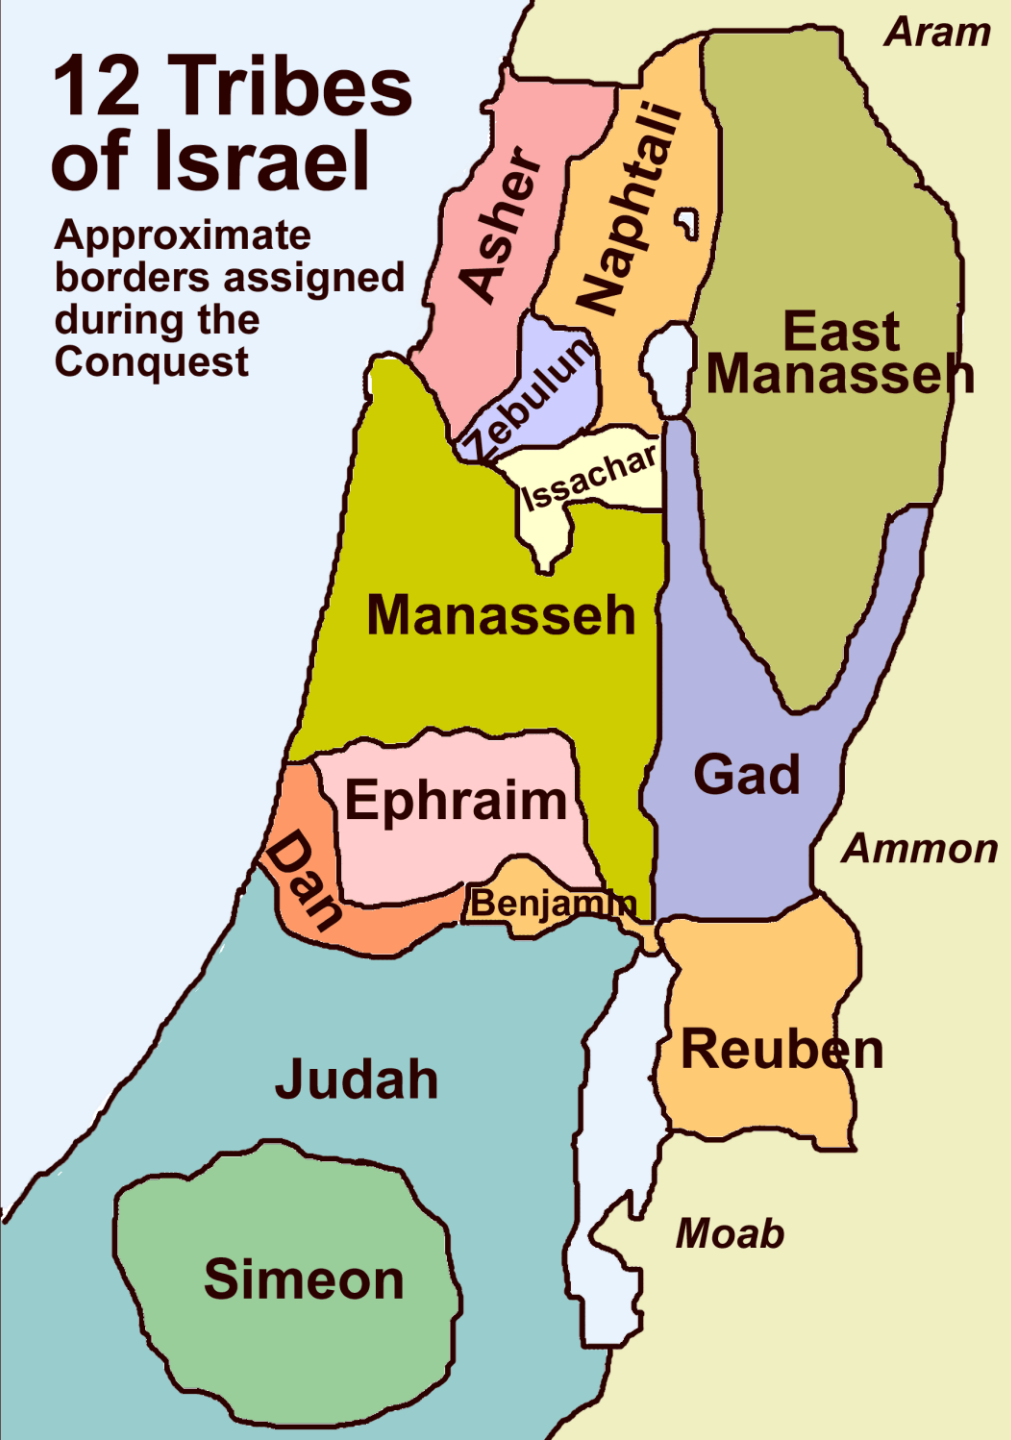 12 Tribes
of Israel
Approximate
borders assigned
during the
Conquest
Aram
Asher
Naphtali
East
Manasseh
Zebulun
Issachar
Manasseh
Gad
Ephraim
Dan
Ammon
Benjamin
Reuben
Judah
Moab
Simeon